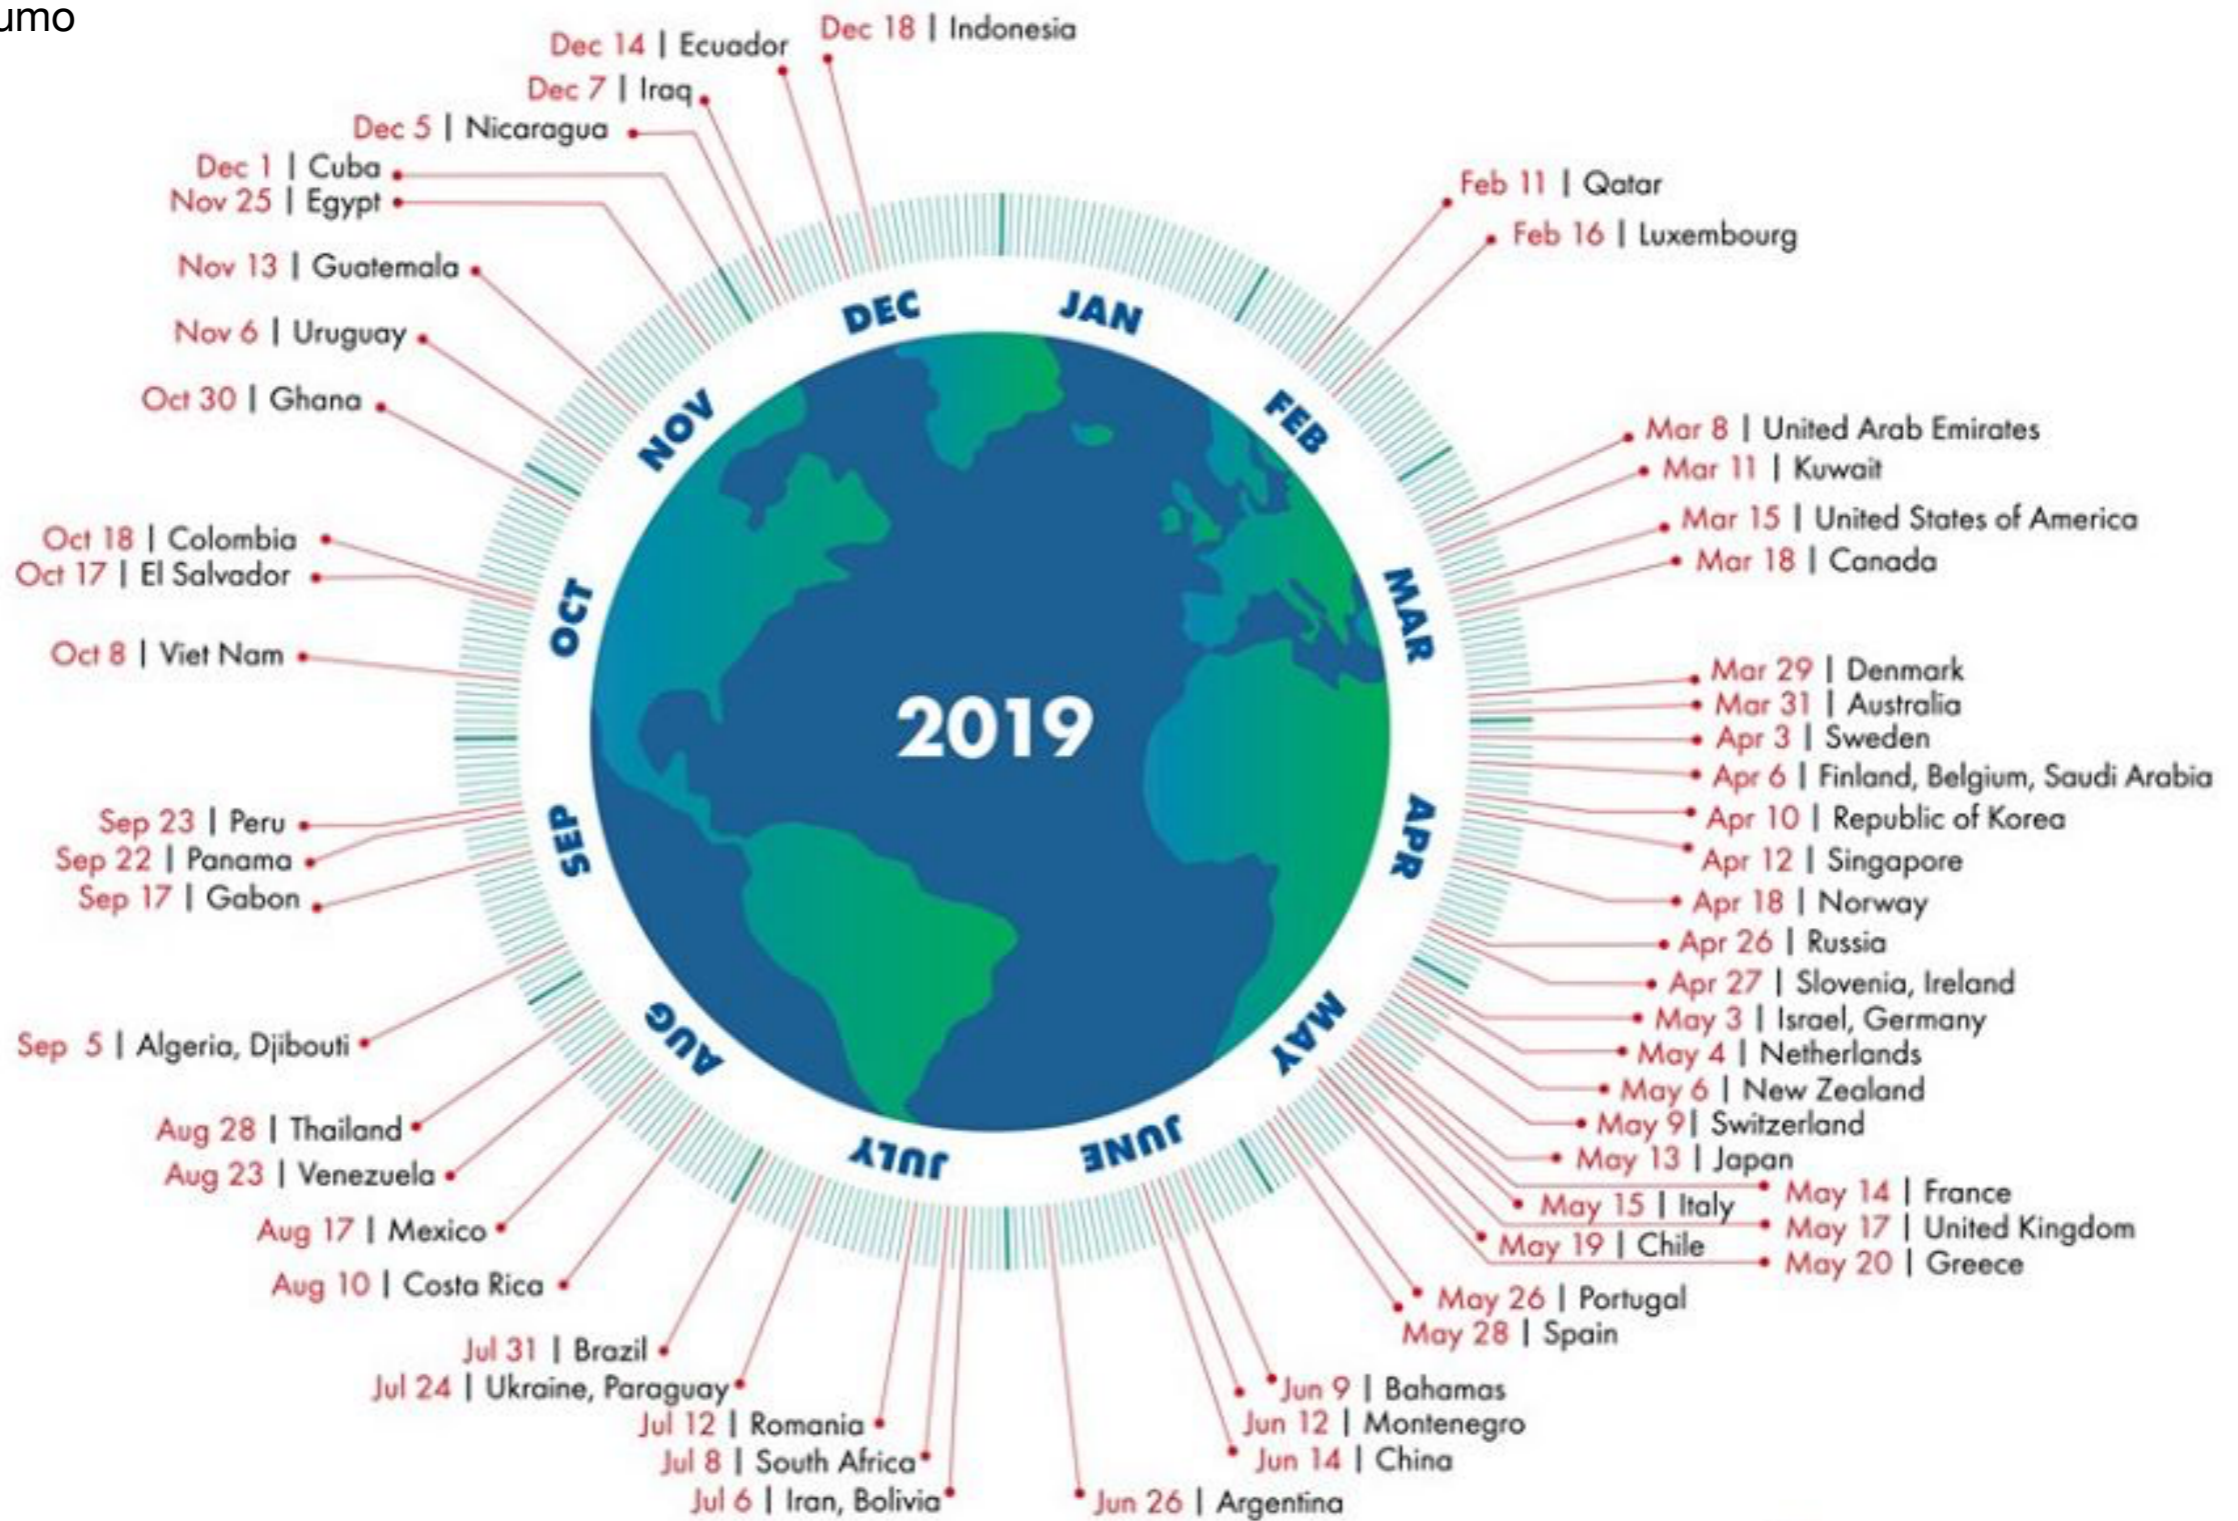 umo
Dec 18 | Indonesia
Dec 14 | Ecuador
Dec 7 | Iraq
Dec 5 | Nicaragua
Dec 1 | Cuba
Nov 25 | Egypt
Nov 13 | Guatemala
Nov 6 | Uruguay
Oct 30 | Ghana
Oct 18 | Colombia
Oct 17 | El Salvador
Oct 8 | Viet Nam
Sep 23 | Peru
Sep 22 | Panama
Sep 17 | Gabon
Sep 5 | Algeria, Djibouti
Aug 28 | Thailand
Aug 23 | Venezuela
Aug 17 | Mexico
Aug 10 | Costa Rica
Jul 31 | Brazil
Jul 24 | Ukraine, Paraguay
Jul 12 | Romania
Jul 8 | South Africa
Jul 6 | Iran, Bolivia
Feb 11 | Qatar
Feb 16 | Luxembourg
Mar 8 | United Arab Emirates
Mar 11 | Kuwait
Mar 15 | United States of America
Mar 18 | Canada
Mar 29 | Denmark
Mar 31 | Australia
Apr 3 | Sweden
Apr 6 | Finland, Belgium, Saudi Arabia
Apr 10 | Republic of Korea
Apr 12 | Singapore
Apr 18 | Norway
Apr 26 | Russia
Apr 27 | Slovenia, Ireland
May 3 | Israel, Germany
May 4 | Netherlands
May 6 | New Zealand
May 9| Switzerland
May 13 | Japan
May 14 | France
May 15 | Italy
May 17 | United Kingdom
May 19 | Chile
May 20 | Greece
May 26 | Portugal
May 28 | Spain
Jun 9 | Bahamas
Jun 12 | Montenegro
Jun 14 | China
Jun 26 | Argentina
JAN
FEB
MAR
APR
MAY
JUNE
JULY
AUG
SEP
OCT
NOV
DEC
2019